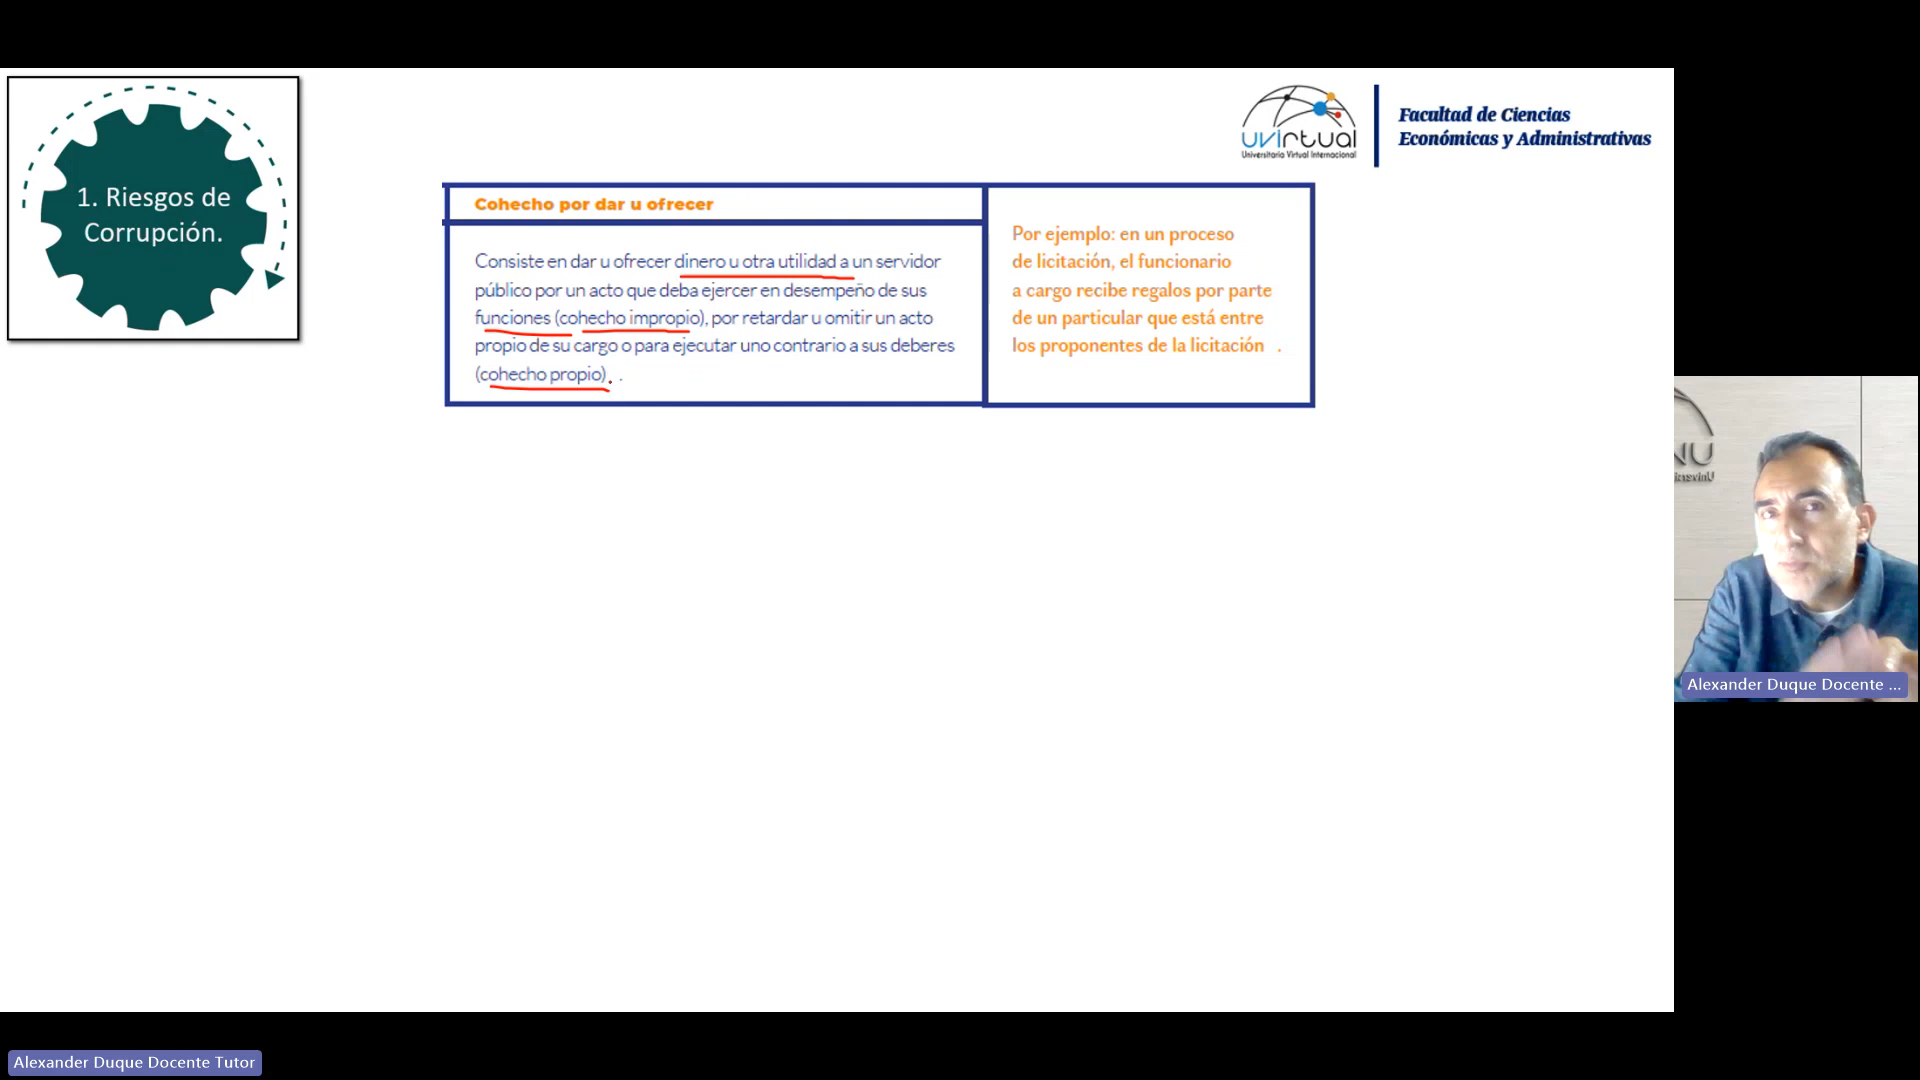 1. Riesgos de
Corrupción.
uvirtual
Universitaria Virtual Internacional
Facultad de Ciencias
Económicas y Administrativas
Cohecho por dar u ofrecer
Consiste en dar u ofrecer dinero u otra utilidad a un servidor
público por un acto que deba ejercer en desempeño de sus
funciones (cohecho impropio), por retardar u omitir un acto
propio de su cargo o para ejecutar uno contrario a sus deberes
(cohecho propio). .
Por ejemplo: en un proceso
de licitación, el funcionario
a cargo recibe regalos por parte
de un particular que está entre
los proponentes de la licitación .
Alexander Duque Docente ...
Alexander Duque Docente Tutor